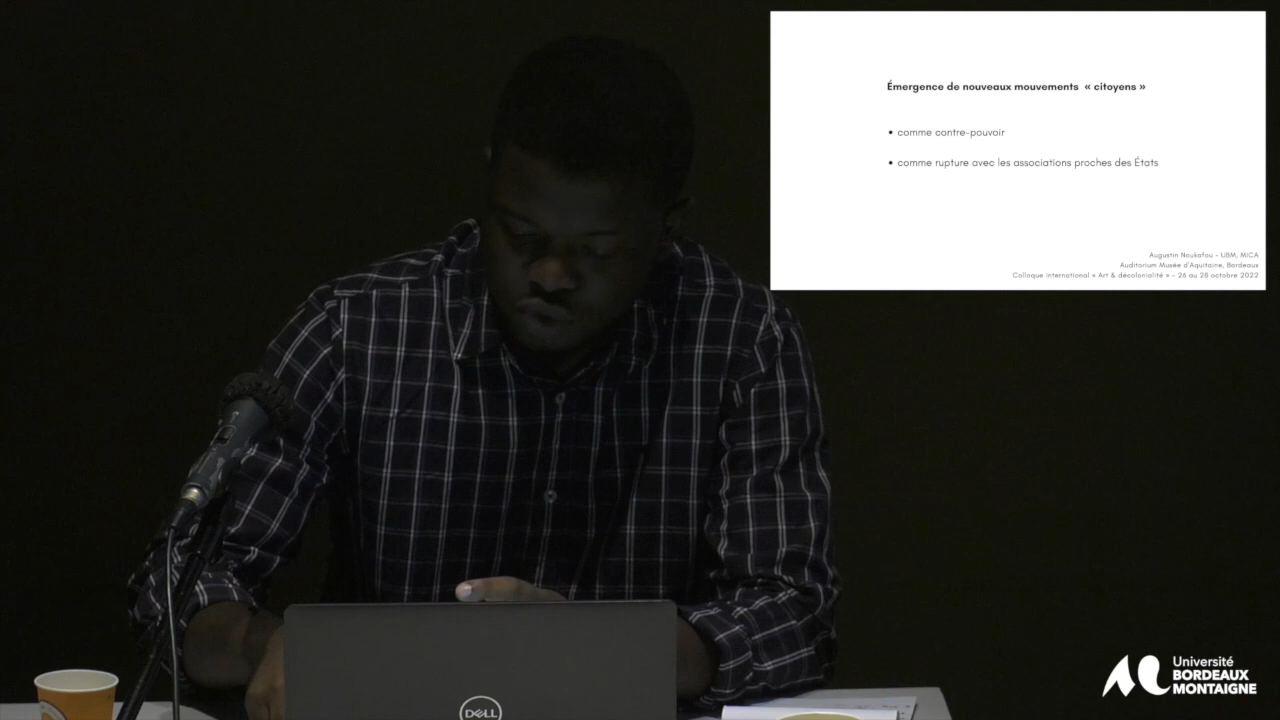 Émergence de nouveaux mouvements « citoyens »
• comme contre-pouvoir
• comme rupture avec les associations proches des États
Augustin Noukafou - UBM, MICA
Auditorium Musée d'Aquitaine, Bordeaux
Colloque international « Art & décolonialité » - 26 au 28 octobre 2022
DELL
Université
BORDEAUX
MONTAIGNE